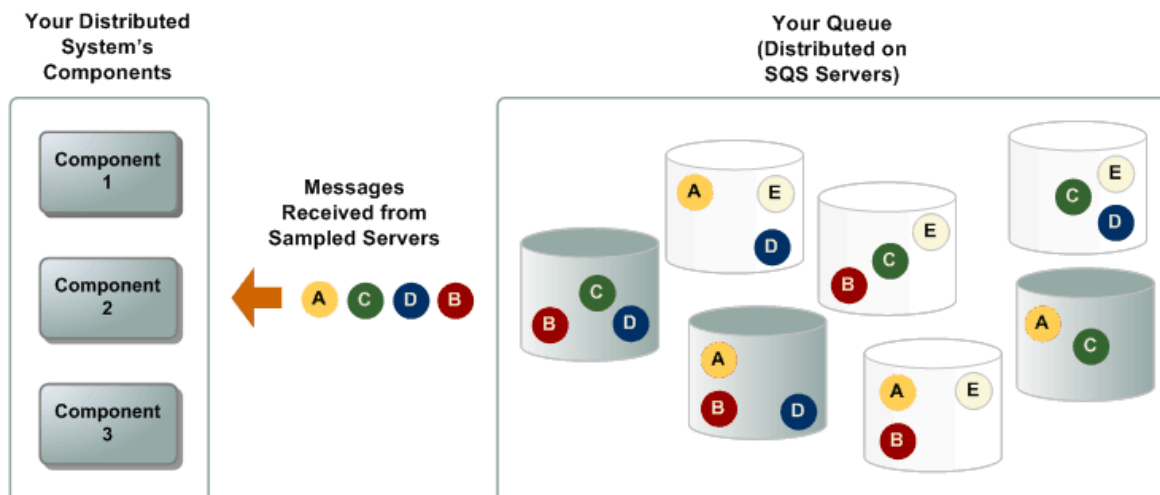 Your Distributed
System's
Components
Component
1
Component
2
Component
3
Messages
Received from
Sampled Servers
A C D B
Your Queue
(Distributed on
SQS Servers)
A E
D
C
B D
E
C
B
E
C
D
A
B D
A E
B
A
C